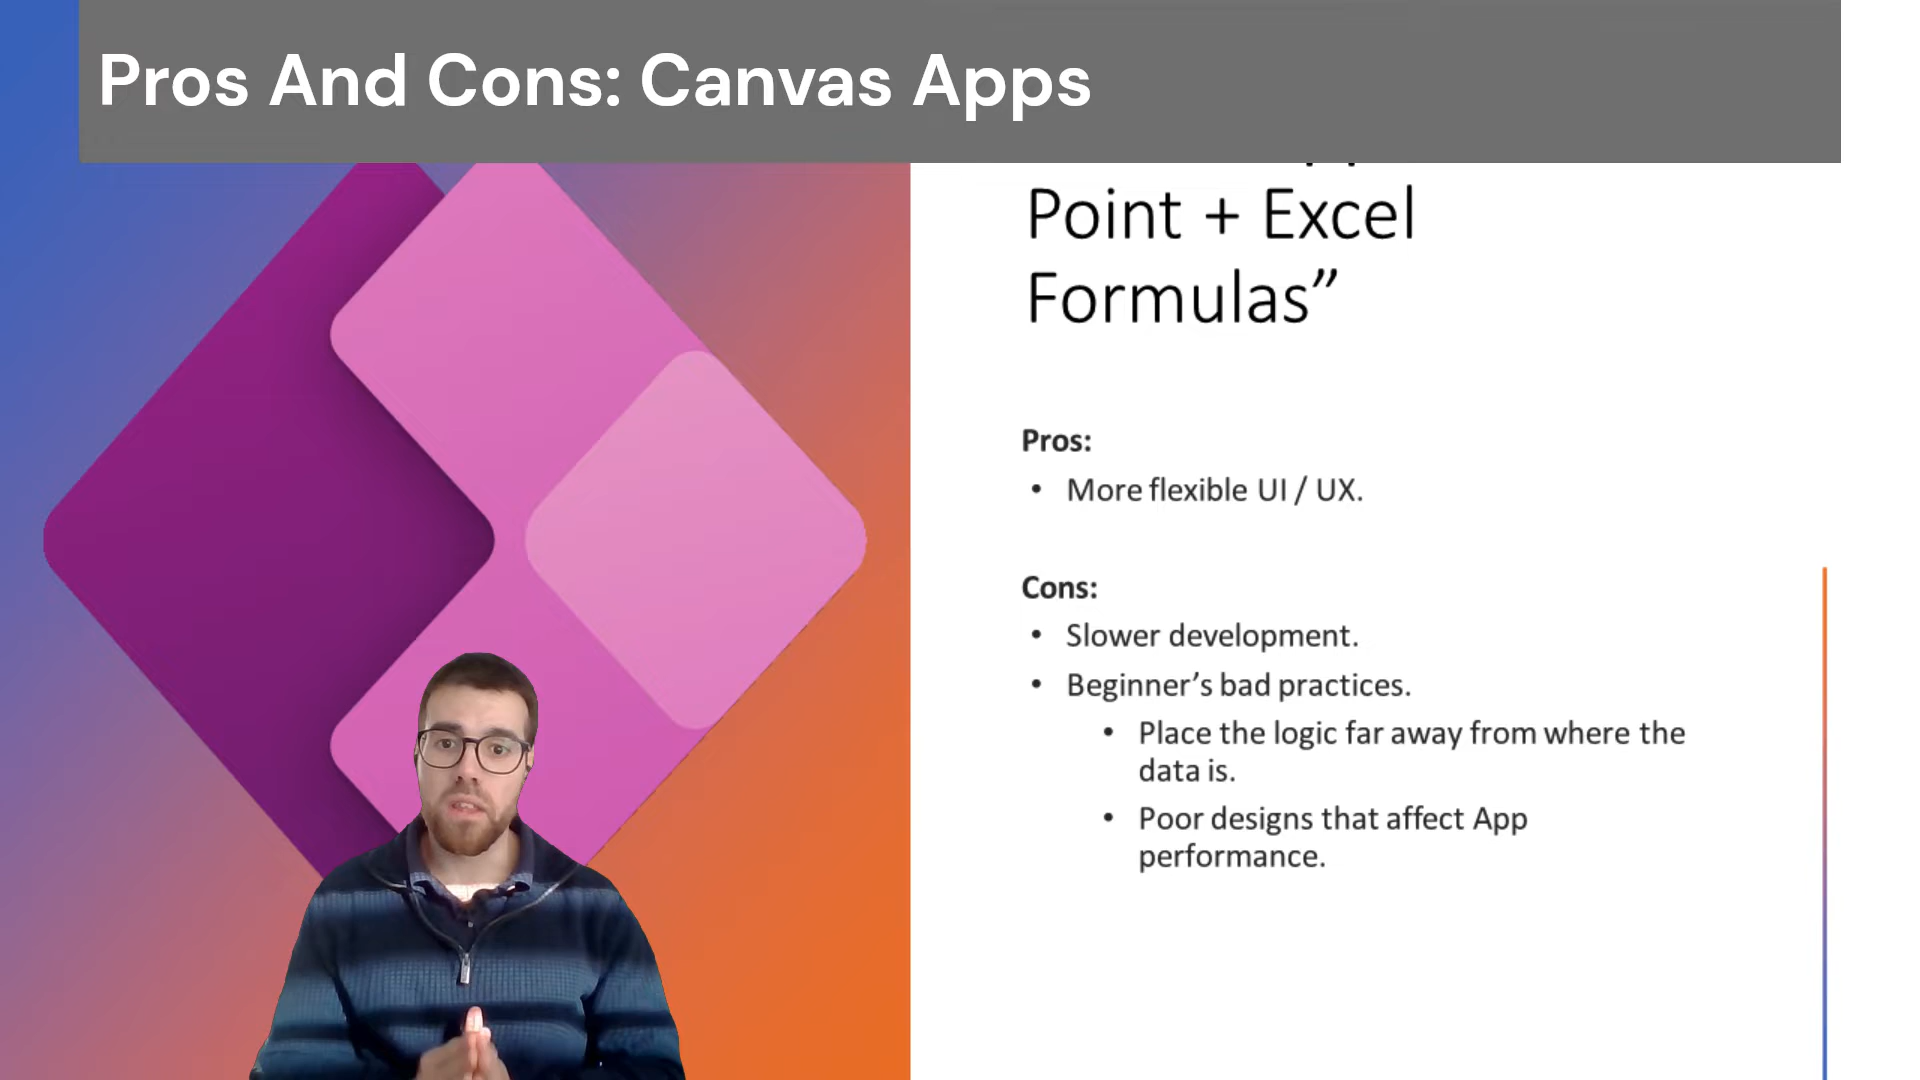 Pros And Cons: Canvas Apps
Point + Excel
Formulas”
Pros:
• More flexible UI / UX.
Cons:
• Slower development.
• Beginner’s bad practices.
• Place the logic far away from where the
data is.
• Poor designs that affect App
performance.